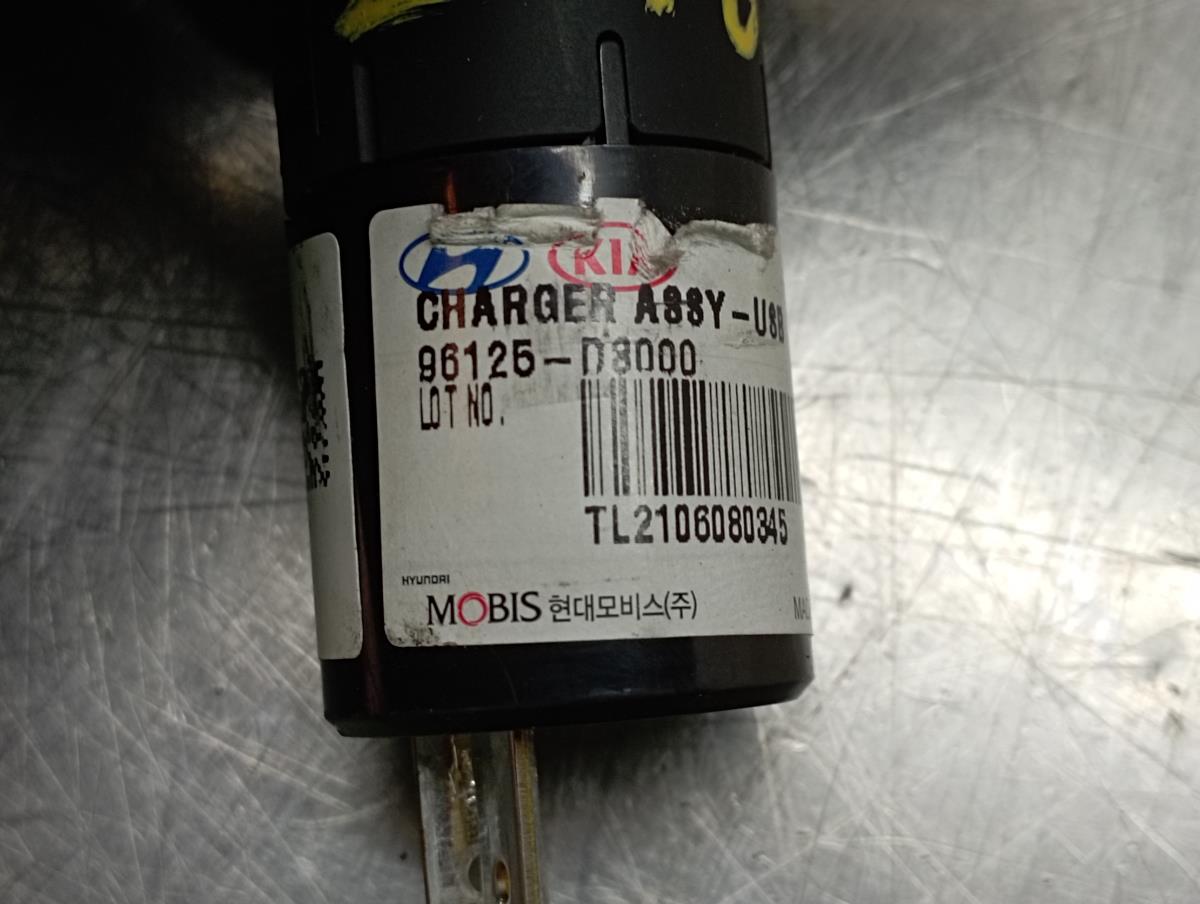 KIA
CHARGER ASSY-USB
96125-D3000
LOT NO.
TL2106080345
HYUNDAI
MOBIS 현대모비스(주)